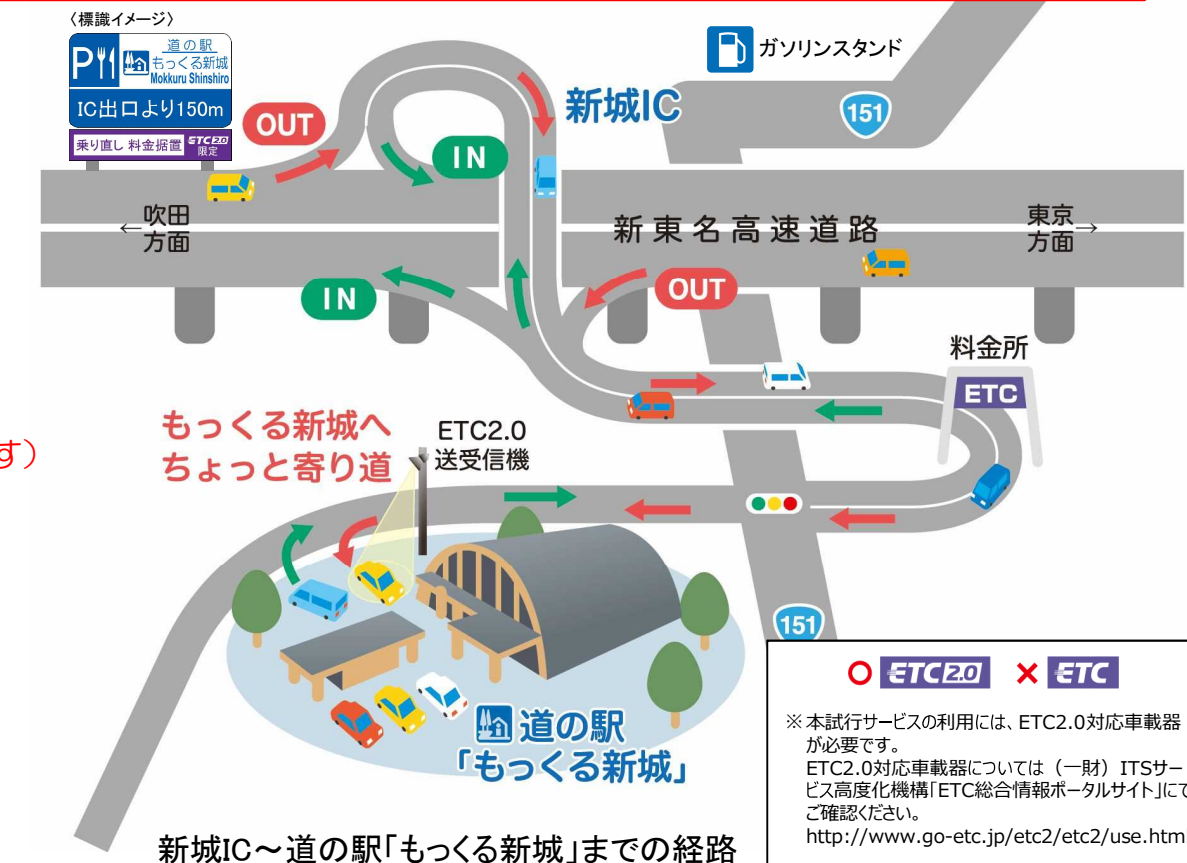 〈標識イメージ〉
P
道の駅
もっくる新城
Mokkuru Shinshiro
IC出口より150m
乗り直し 料金据置 ETC2.0
限定
ガソリンスタンド
OUT
新城IC
151
IN
←吹田
方面
新東名高速道路
東京→
方面
IN
OUT
料金所
ETC
もっくる新城へ
ちょっと寄り道
ETC2.0
送受信機
す）
151
道の駅
「もっくる新城」
○ ETC2.0 × ETC
※本試行サービスの利用には、ETC2.0対応車載器
が必要です。
ETC2.0対応車載器については（一財）ITSサー
ビス高度化機構「ETC総合情報ポータルサイト」にて
ご確認ください。
http://www.go-etc.jp/etc2/etc2/use.htm
新城IC～道の駅「もっくる新城」までの経路